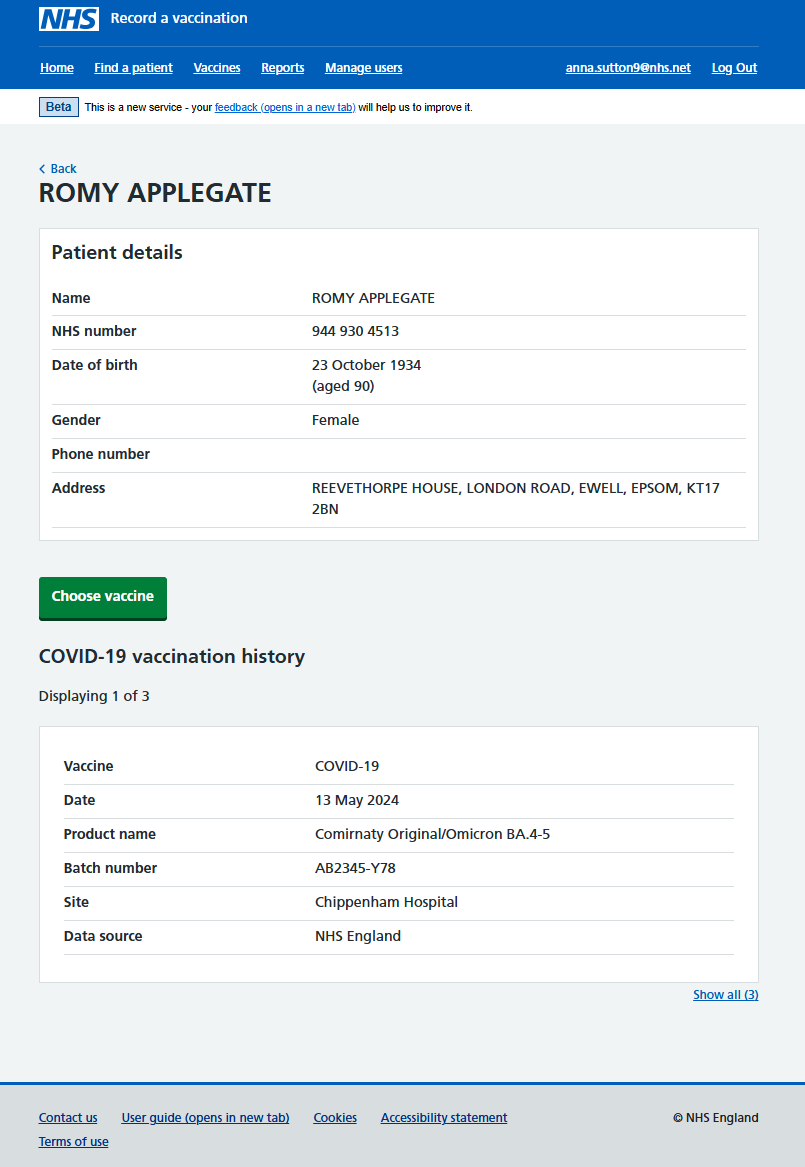 NHS Record a vaccination
Home Find a patient Vaccines Reports Manage users anna.sutton9@nhs.net Log Out
Beta This is a new service - your feedback (opens in a new tab) will help us to improve it.
Back
ROMY APPLEGATE
Patient details
Name ROMY APPLEGATE
NHS number 944 930 4513
Date of birth 23 October 1934
(aged 90)
Gender Female
Phone number
Address REEVETHORPE HOUSE, LONDON ROAD, EWELL, EPSOM, KT17
2BN
Choose vaccine
COVID-19 vaccination history
Displaying 1 of 3
Vaccine COVID-19
Date 13 May 2024
Product name Comirnaty Original/Omicron BA.4-5
Batch number AB2345-Y78
Site Chippenham Hospital
Data source NHS England
Show all (3)
Contact us User guide (opens in new tab) Cookies Accessibility statement © NHS England
Terms of use